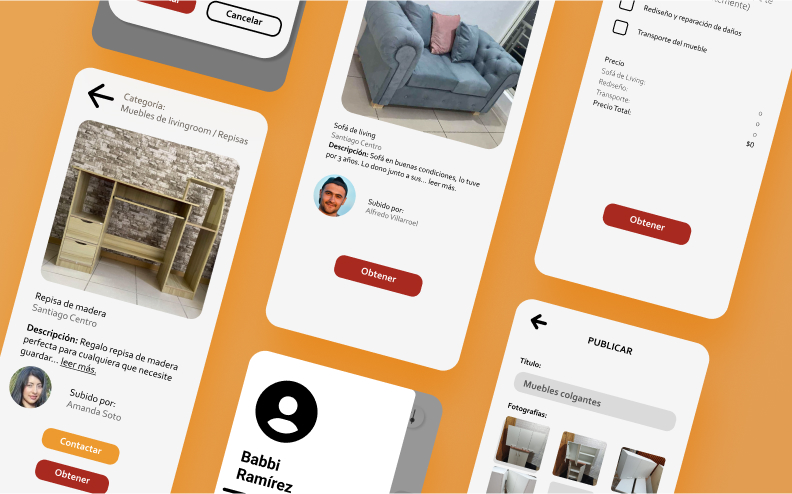 Cancelar
Categoría:
Muebles de livingroom / Repisas
Repisa de madera
Santiago Centro
Descripción: Regalo repisa de madera
perfecta para cualquiera que necesite
guardar... leer más.
Subido por:
Amanda Soto
Contactar
Obtener
Sofá de living
Santiago Centro
Descripción: Sofá en buenas condiciones, lo tuve
por 3 años. Lo dono junto a sus... leer más.
Subido por:
Alfredo Villarroel
Obtener
Babbi
Ramírez
Rediseño y reparación de daños
Transporte del mueble
Precio
Sofá de Living:
0
Rediseño:
0
Transporte:
0
Precio Total:
$0
Obtener
PUBLICAR
Título:
Muebles colgantes
Fotografías: